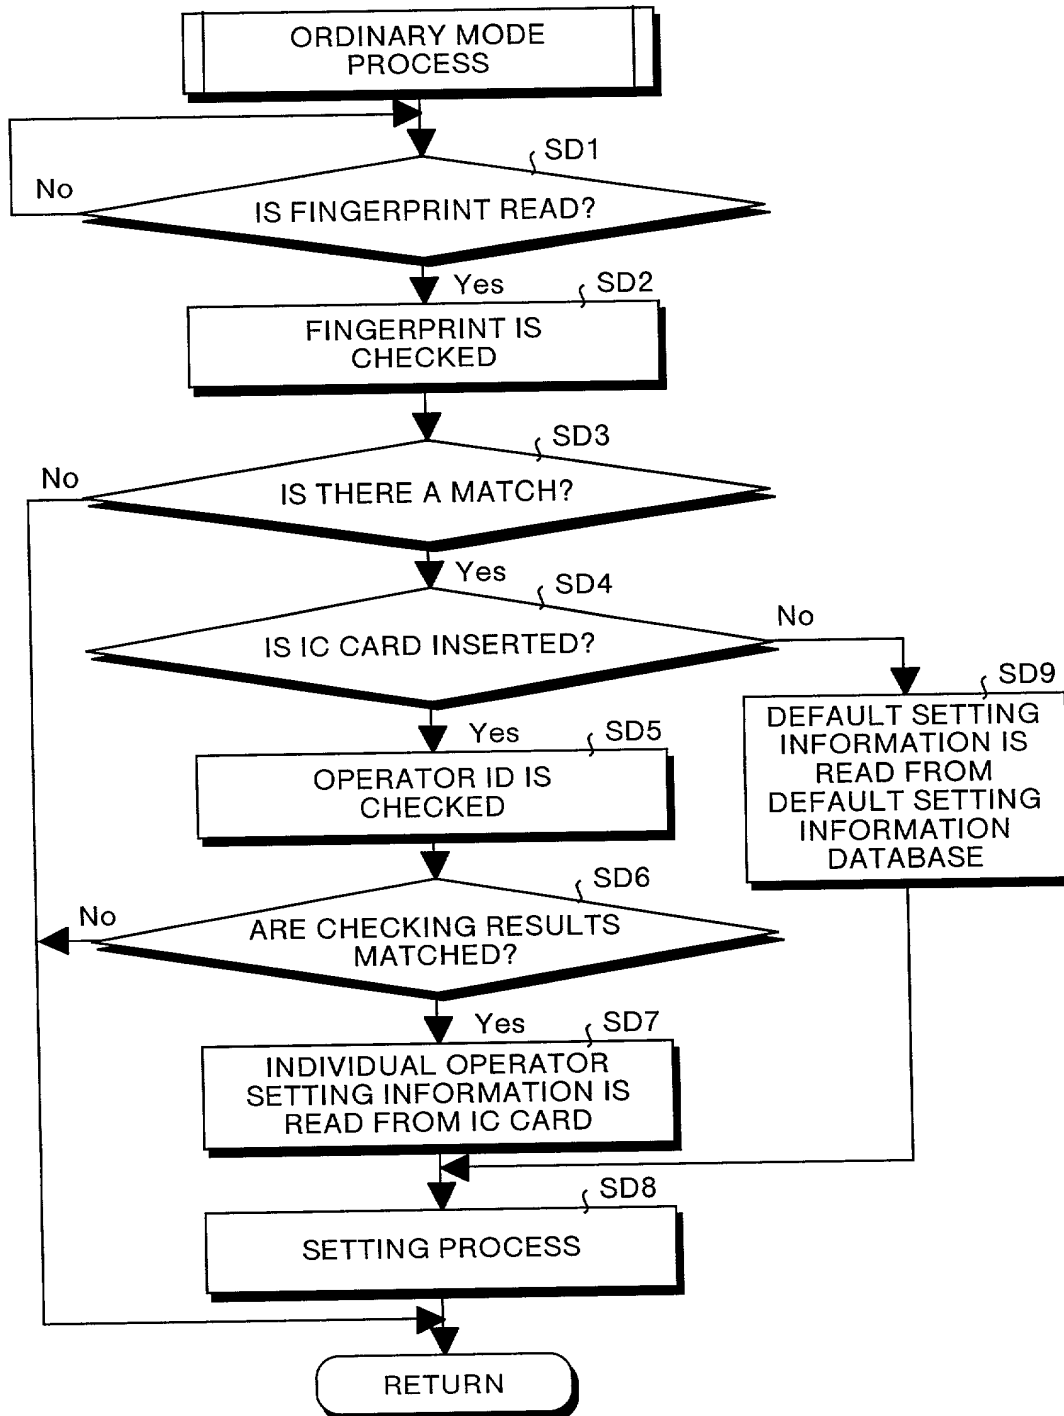 ORDINARY MODE
PROCESS
SD1
No
IS FINGERPRINT READ?
Yes
SD2
FINGERPRINT IS
CHECKED
SD3
No
IS THERE A MATCH?
Yes
SD4
No
IS IC CARD INSERTED?
SD9
DEFAULT SETTING
INFORMATION IS
READ FROM
DEFAULT SETTING
INFORMATION
DATABASE
Yes
SD5
OPERATOR ID IS
CHECKED
SD6
No
ARE CHECKING RESULTS
MATCHED?
Yes
SD7
INDIVIDUAL OPERATOR
SETTING INFORMATION IS
READ FROM IC CARD
SD8
SETTING PROCESS
RETURN